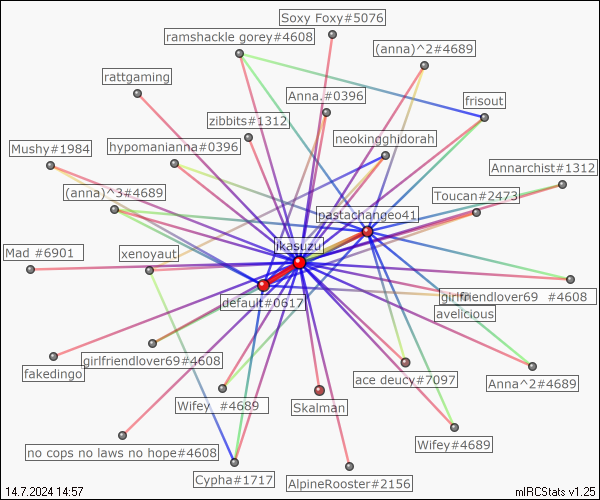 Soxy Foxy#5076
ramshackle gorey#4608
(anna)^2#4689
rattgaming
Anna.#0396
frisout
zibbits#1312
neokingghidorah
Mushy#1984
hypomanianna#0396
Annarchist#1312
(anna)^3#4689
Toucan#2473
pastachangeo41
Mad #6901
xenoyaut
ikasuzu
default#0617
girlfriendlover69 #4608
avelicious
fakedingo
girlfriendlover69#4608
ace deucy#7097
Anna^2#4689
Wifey #4689
Skalman
Wifey#4689
no cops no laws no hope#4608
Cypha#1717
AlpineRooster#2156
14.7.2024 14:57
mIRCStats v1.25